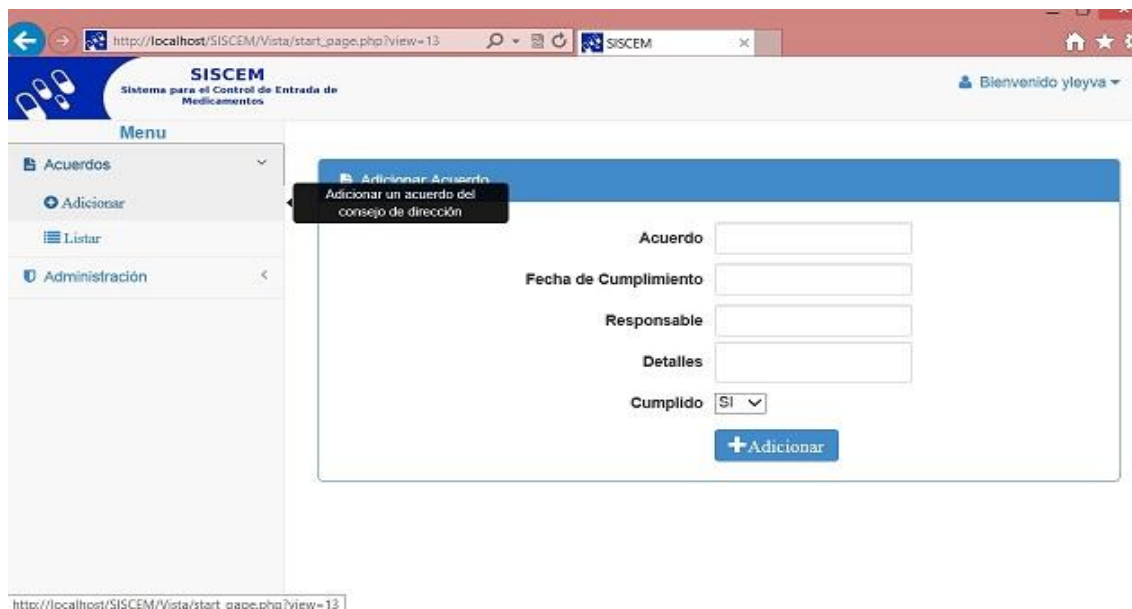 http://localhost/SISCEM/Vista/start_page.php?view=13
SISCEM
SISCEM
Sistema para el Control de Entrada de
Medicamentos
Bienvenido yleyva
Menu
Acuerdos
Adicionar
Listar
Administración
Adicionar Acuerdo
Adicionar un acuerdo del
consejo de dirección
Acuerdo
Fecha de Cumplimiento
Responsable
Detalles
Cumplido SI
Adicionar
http://localhost/SISCEM/Vista/start_page.php?view=13